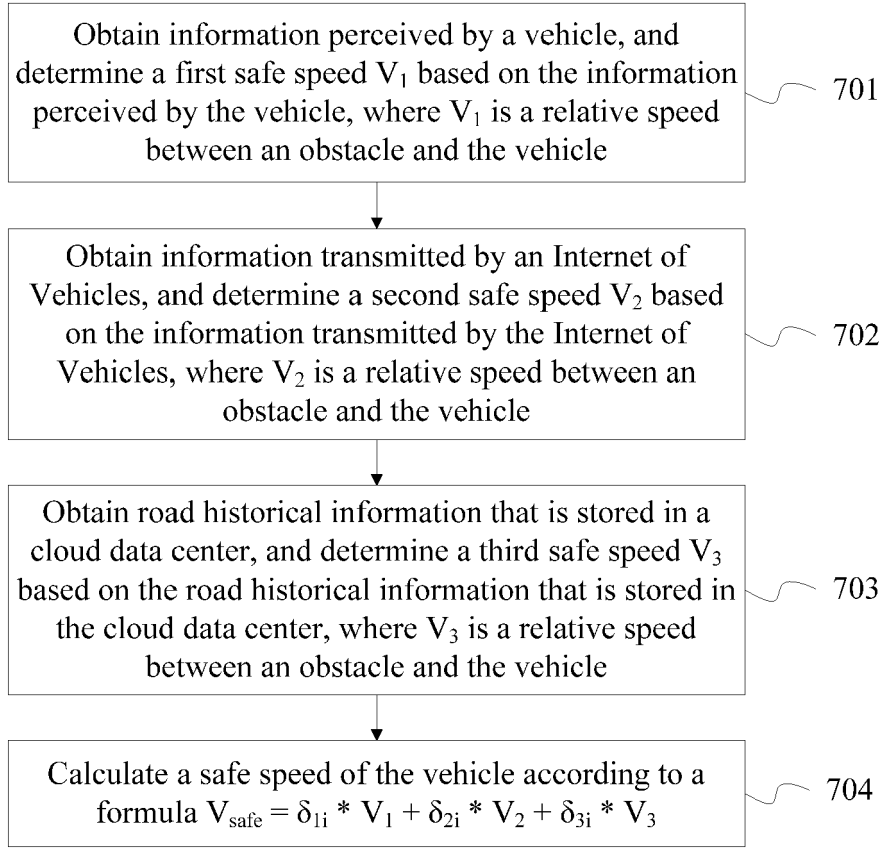 Obtain information perceived by a vehicle, and
determine a first safe speed V₁ based on the information
perceived by the vehicle, where V₁ is a relative speed
between an obstacle and the vehicle
701
Obtain information transmitted by an Internet of
Vehicles, and determine a second safe speed V₂ based
on the information transmitted by the Internet of
Vehicles, where V₂ is a relative speed between an
obstacle and the vehicle
702
Obtain road historical information that is stored in a
cloud data center, and determine a third safe speed V₃
based on the road historical information that is stored in
the cloud data center, where V₃ is a relative speed
between an obstacle and the vehicle
703
Calculate a safe speed of the vehicle according to a
formula V_safe = δ₁ᵢ * V₁ + δ₂ᵢ * V₂ + δ₃ᵢ * V₃
704